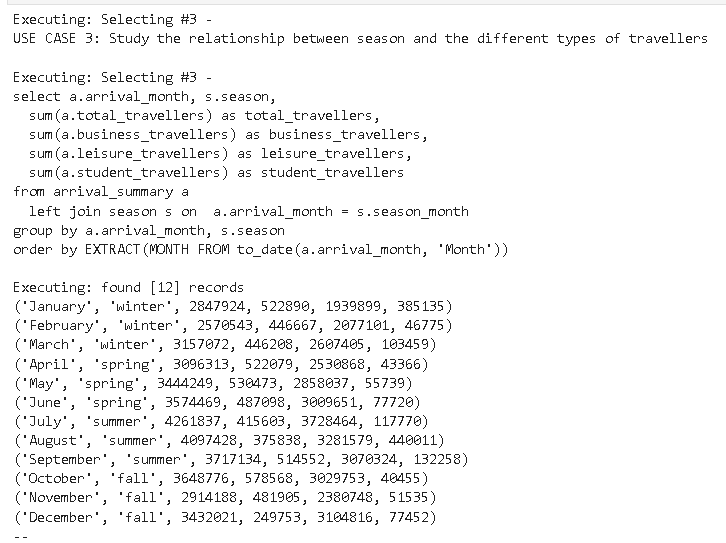 Executing: Selecting #3 -
USE CASE 3: Study the relationship between season and the different types of travellers
Executing: Selecting #3 -
select a.arrival_month, s.season,
sum(a.total_travellers) as total_travellers,
sum(a.business_travellers) as business_travellers,
sum(a.leisure_travellers) as leisure_travellers,
sum(a.student_travellers) as student_travellers
from arrival_summary a
left join season s on  a.arrival_month = s.season_month
group by a.arrival_month, s.season
order by EXTRACT(MONTH FROM to_date(a.arrival_month, 'Month'))
Executing: found [12] records
('January', 'winter', 2847924, 522890, 1939899, 385135)
('February', 'winter', 2570543, 446667, 2077101, 46775)
('March', 'winter', 3157072, 446208, 2607405, 103459)
('April', 'spring', 3096313, 522079, 2530868, 43366)
('May', 'spring', 3444249, 530473, 2858037, 55739)
('June', 'spring', 3574469, 487098, 3009651, 77720)
('July', 'summer', 4261837, 415603, 3728464, 117770)
('August', 'summer', 4097428, 375838, 3281579, 440011)
('September', 'summer', 3717134, 514552, 3070324, 132258)
('October', 'fall', 3648776, 578568, 3029753, 40455)
('November', 'fall', 2914188, 481905, 2380748, 51535)
('December', 'fall', 3432021, 249753, 3104816, 77452)
--